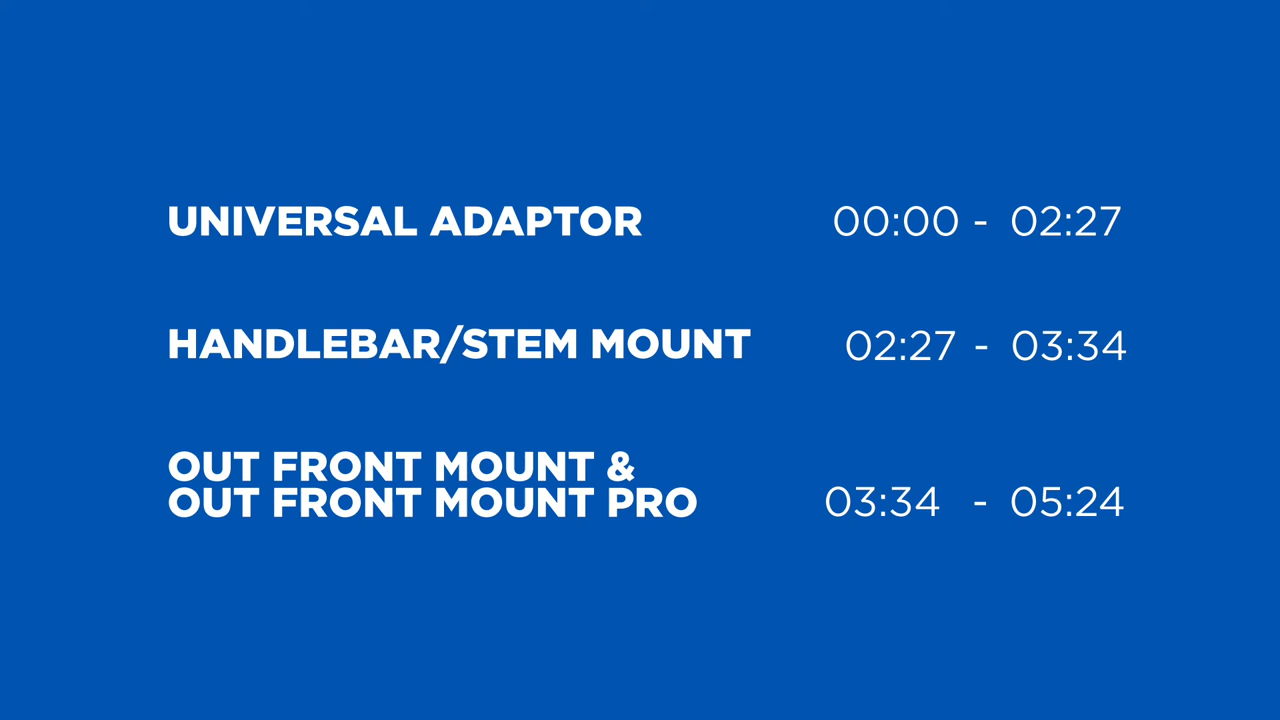 UNIVERSAL ADAPTOR 00:00 - 02:27
HANDLEBAR/STEM MOUNT 02:27 - 03:34
OUT FRONT MOUNT &
OUT FRONT MOUNT PRO 03:34 - 05:24